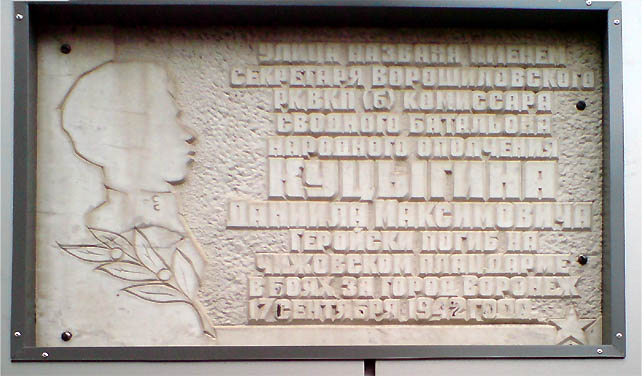 УЛИЦА НАЗВАНА ИМЕНЕМ
СЕКРЕТАРЯ ВОРОШИЛОВСКОГО
РКВКП(б) КОМИССАРА
СВОДНОГО БАТАЛЬОНА
НАРОДНОГО ОПОЛЧЕНИЯ
КУЦЫГИНА
ДАНИИЛА МАКСИМОВИЧА
ГЕРОЙСКИ ПОГИБ НА
ЧИЖОВСКОМ ПЛАЦДАРМЕ
В БОЯХ ЗА ГОРОД ВОРОНЕЖ
17 СЕНТЯБРЯ 1942 ГОДА